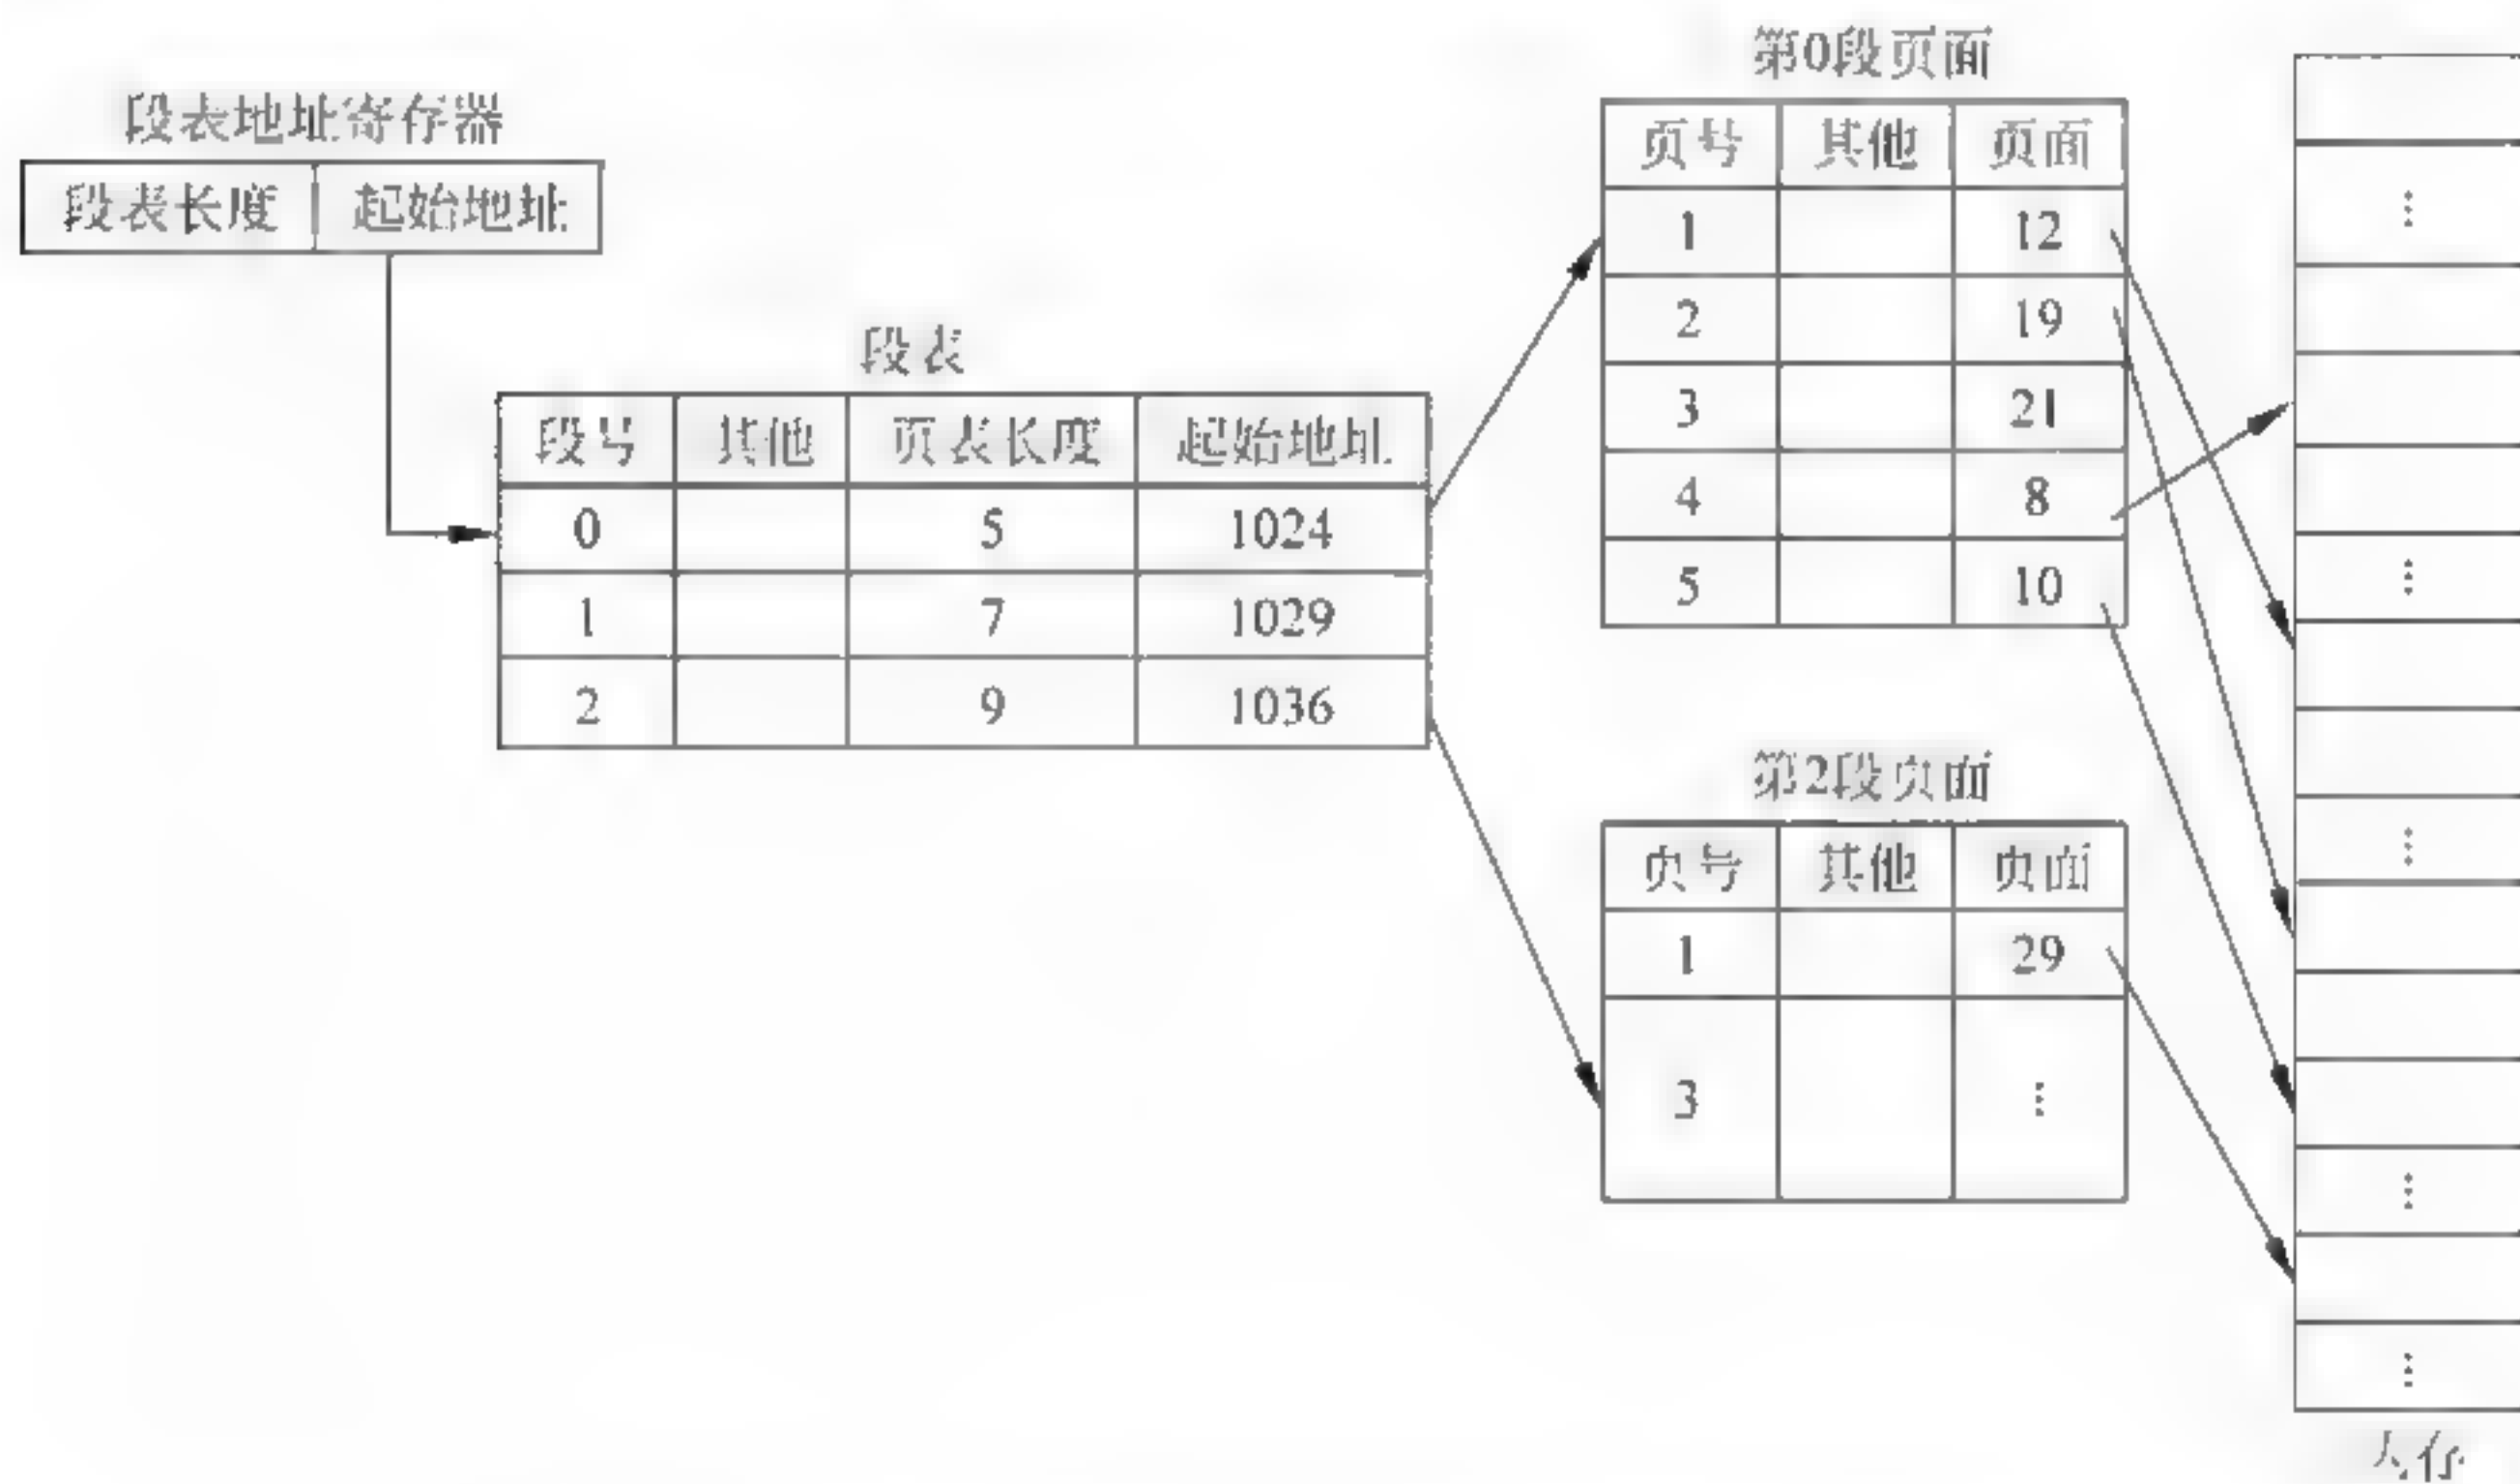 段表地址寄存器
段表长度 起始地址
段表
段号 其他 页表长度 起始地址
0 5 1024
1 7 1029
2 9 1036
第0段页面
页号 其他 页面
1 12
2 19
3 21
4 8
5 10
第2段页面
页号 其他 页面
1 29
3 ⋮
⋮
⋮
⋮
⋮
⋮